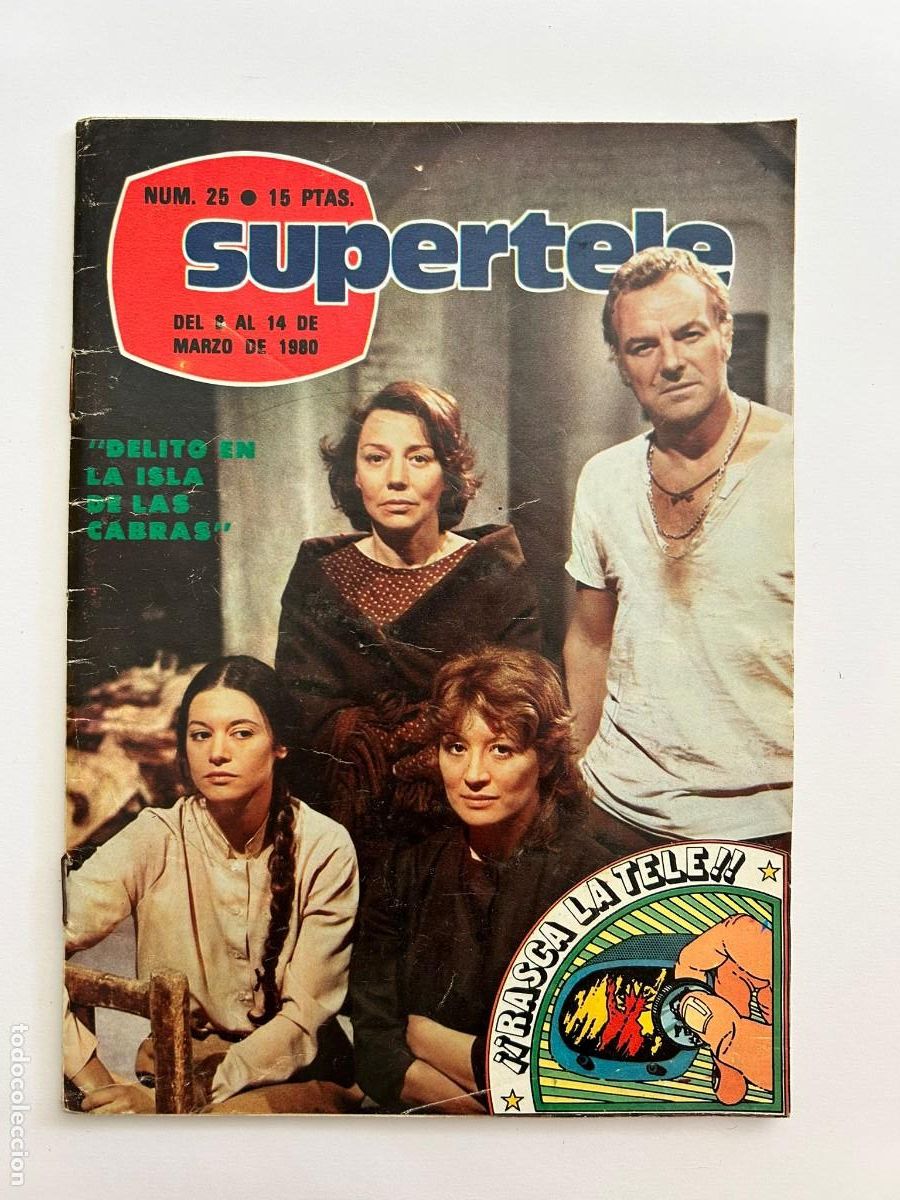 NUM. 25 ● 15 PTAS.
supertele
DEL 8 AL 14 DE
MARZO DE 1980
"DELITO EN
LA ISLA
DE LAS
CABRAS"
¡¡RASCA LA TELE!!
todocoleccion